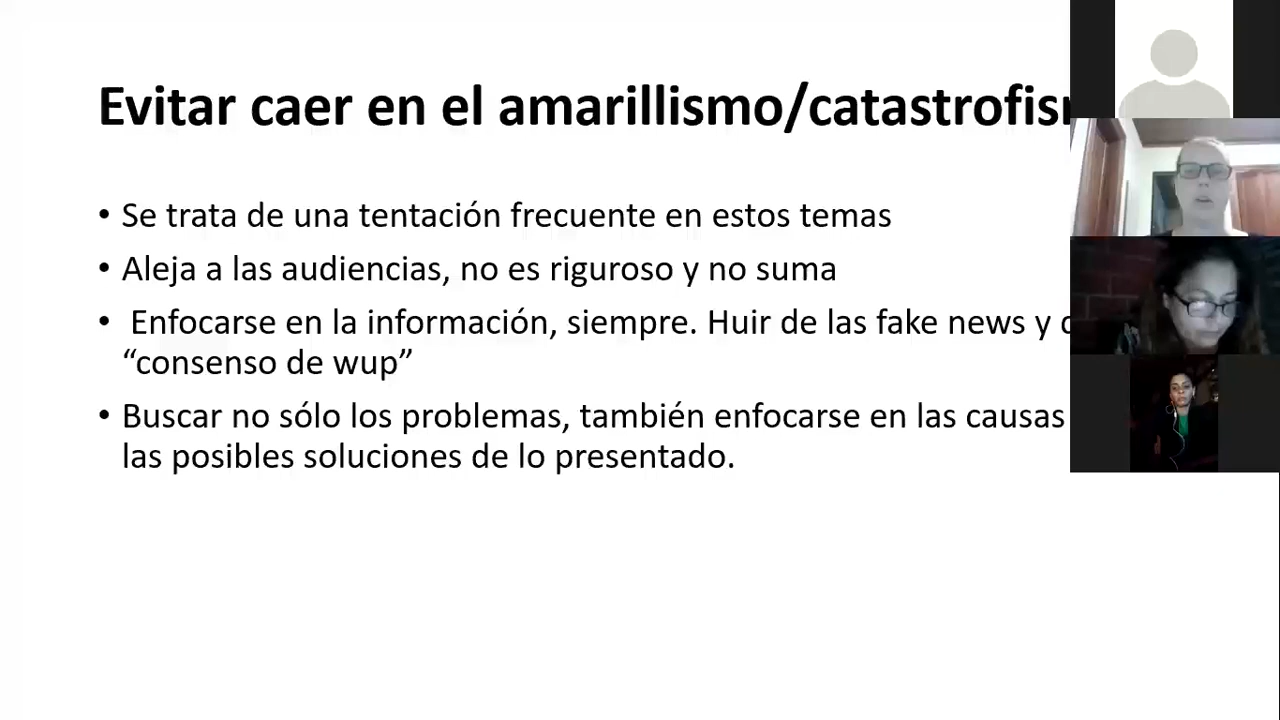 Evitar caer en el
• Se trata de una tentación frecuente en estos temas
• Aleja a las audiencias, no es riguroso y no suma
• Enfocarse en la información, siempre. Huir de las fake news y
“consenso de wup”
• Buscar no sólo los problemas, también enfocarse en las causas
las posibles soluciones de lo presentado.